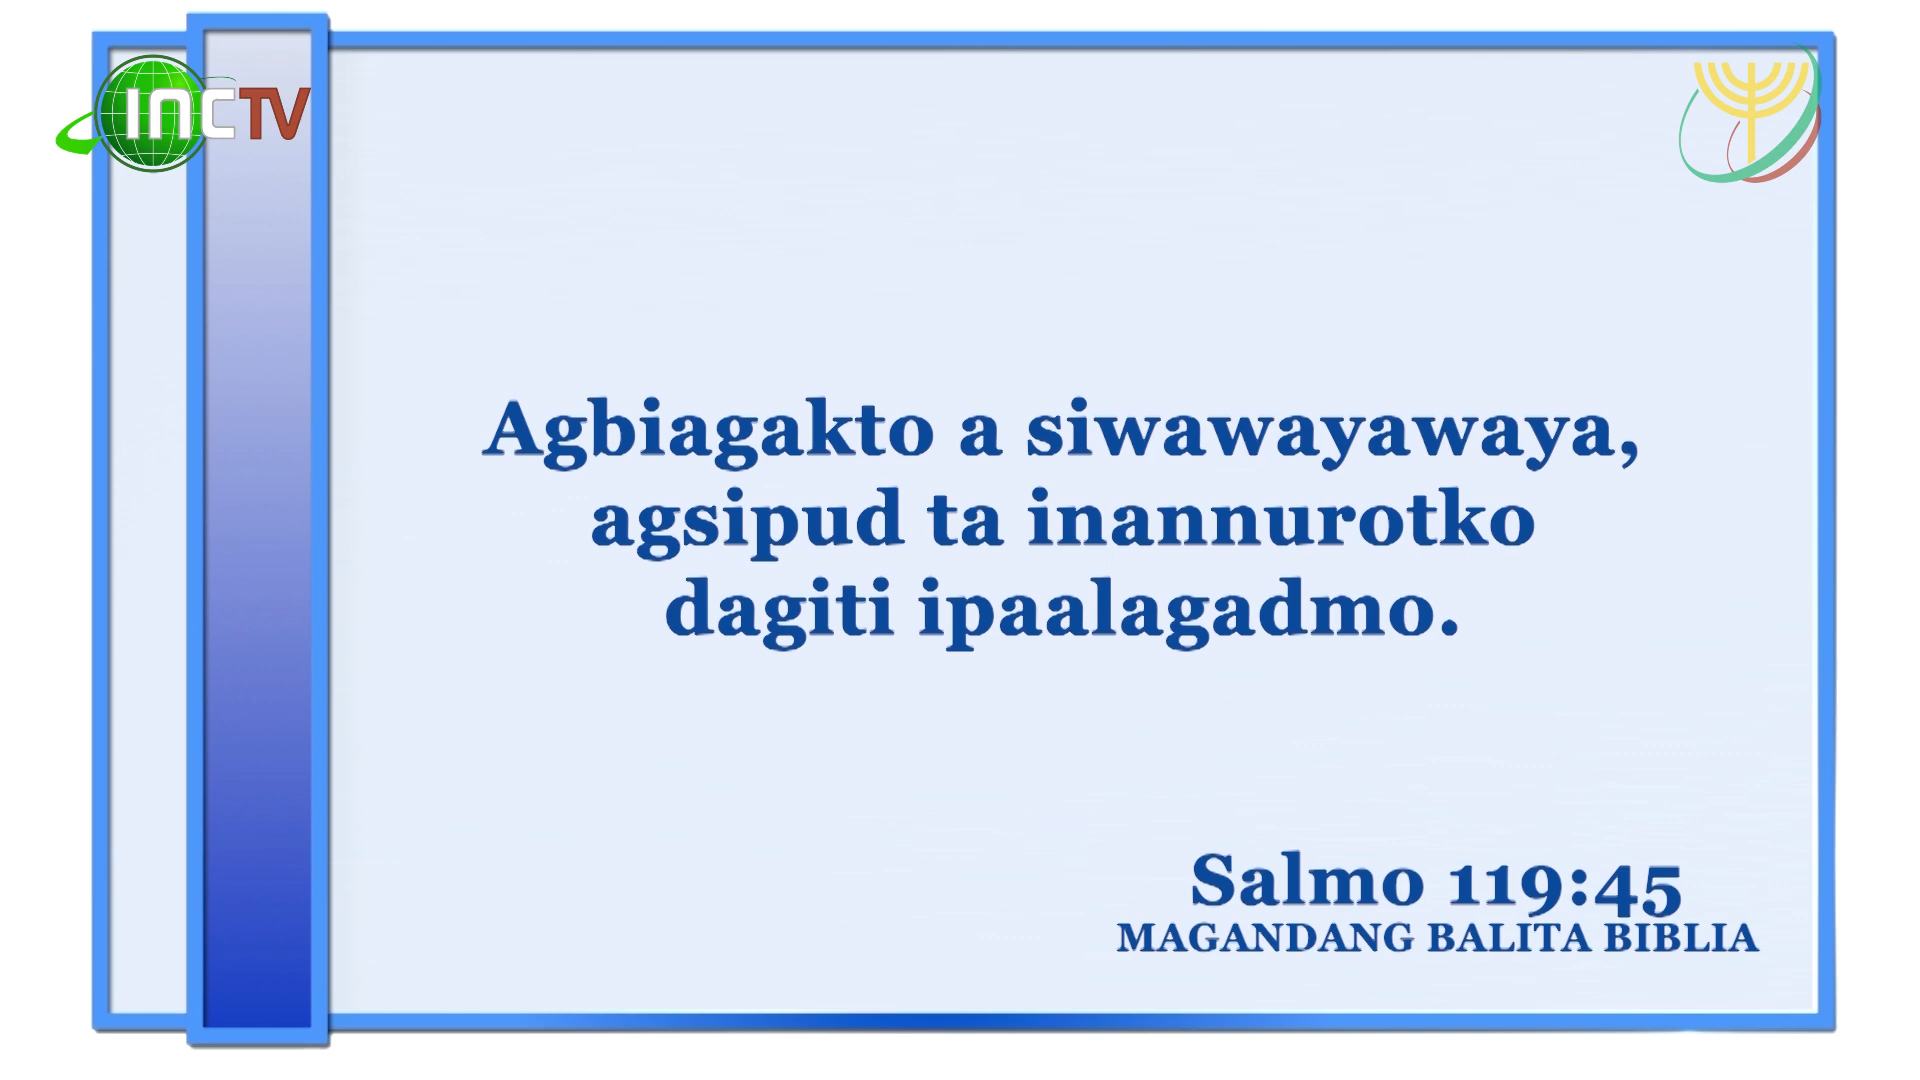 INCTV
Agbiagakto a siwawayawaya,
agsipud ta inannurotko
dagiti ipaalagadmo.
Salmo 119:45
MAGANDANG BALITA BIBLIA